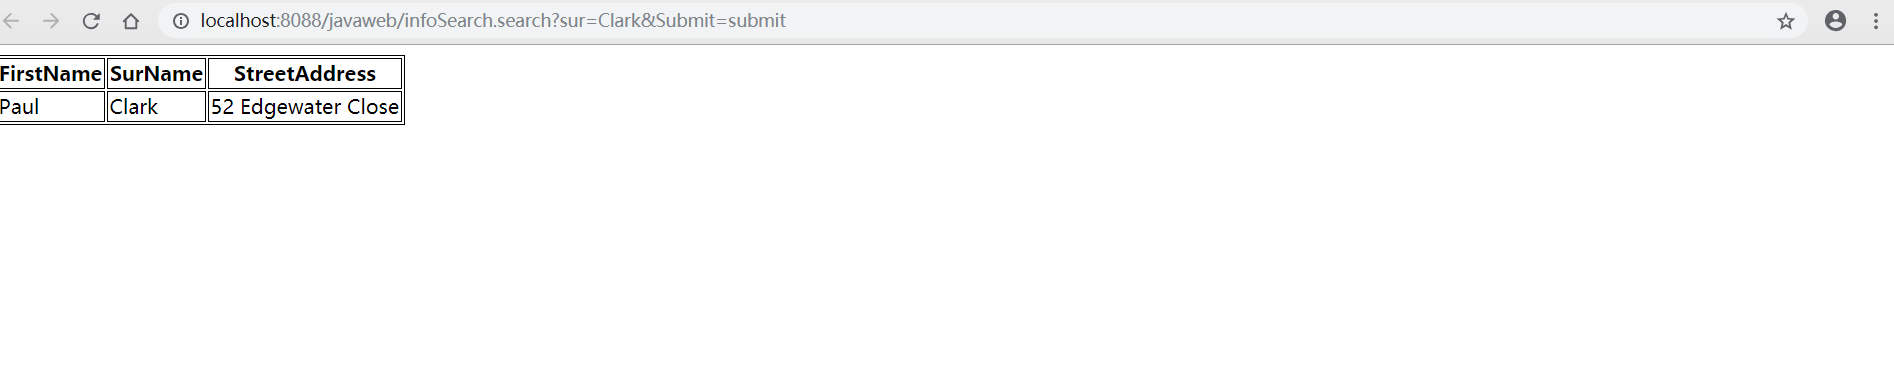 localhost:8088/javaweb/infoSearch.search?sur=Clark&Submit=submit
FirstName SurName StreetAddress
Paul Clark 52 Edgewater Close